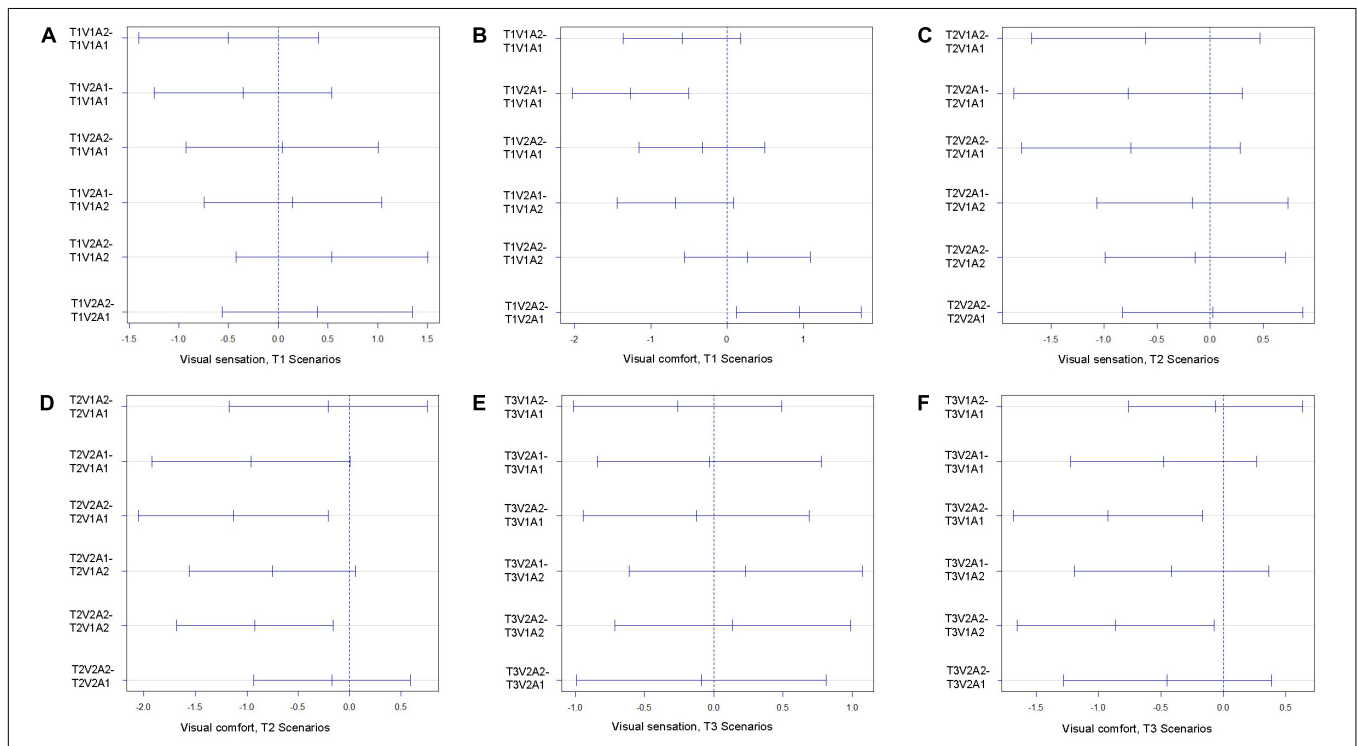 A
T1V1A2-
T1V1A1
T1V2A1-
T1V1A1
T1V2A2-
T1V1A1
T1V2A1-
T1V1A2
T1V2A2-
T1V1A2
T1V2A2-
T1V2A1
-1.5 -1.0 -0.5 0 0.5 1.0 1.5
Visual sensation, T1 Scenarios
B
T1V1A2-
T1V1A1
T1V2A1-
T1V1A1
T1V2A2-
T1V1A1
T1V2A1-
T1V1A2
T1V2A2-
T1V1A2
T1V2A2-
T1V2A1
-2 -1 0 1
Visual comfort, T1 Scenarios
C
T2V1A2-
T2V1A1
T2V2A1-
T2V1A1
T2V2A2-
T2V1A1
T2V2A1-
T2V1A2
T2V2A2-
T2V1A2
T2V2A2-
T2V2A1
-1.5 -1.0 -0.5 0.0 0.5
Visual sensation, T2 Scenarios
D
T2V1A2-
T2V1A1
T2V2A1-
T2V1A1
T2V2A2-
T2V1A1
T2V2A1-
T2V1A2
T2V2A2-
T2V1A2
T2V2A2-
T2V2A1
-2.0 -1.5 -1.0 -0.5 0.0 0.5
Visual comfort, T2 Scenarios
E
T3V1A2-
T3V1A1
T3V2A1-
T3V1A1
T3V2A2-
T3V1A1
T3V2A1-
T3V1A2
T3V2A2-
T3V1A2
T3V2A2-
T3V2A1
-1.0 -0.5 0.0 0.5 1.0
Visual sensation, T3 Scenarios
F
T3V1A2-
T3V1A1
T3V2A1-
T3V1A1
T3V2A2-
T3V1A1
T3V2A1-
T3V1A2
T3V2A2-
T3V1A2
T3V2A2-
T3V2A1
-1.5 -1.0 -0.5 0.0 0.5
Visual comfort, T3 Scenarios